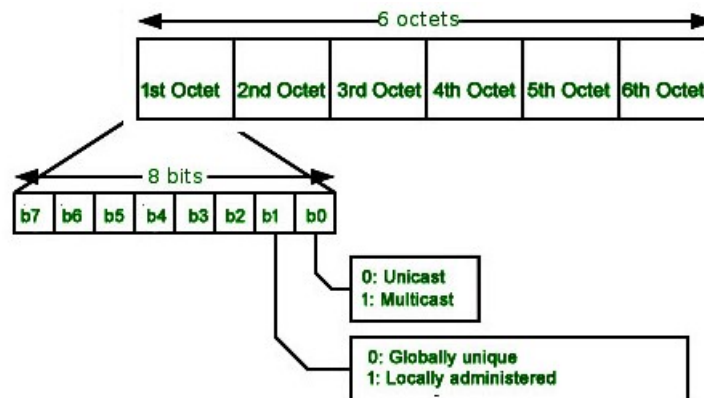 6 octets
1st Octet 2nd Octet 3rd Octet 4th Octet 5th Octet 6th Octet
8 bits
b7 b6 b5 b4 b3 b2 b1 b0
0: Unicast
1: Multicast
0: Globally unique
1: Locally administered